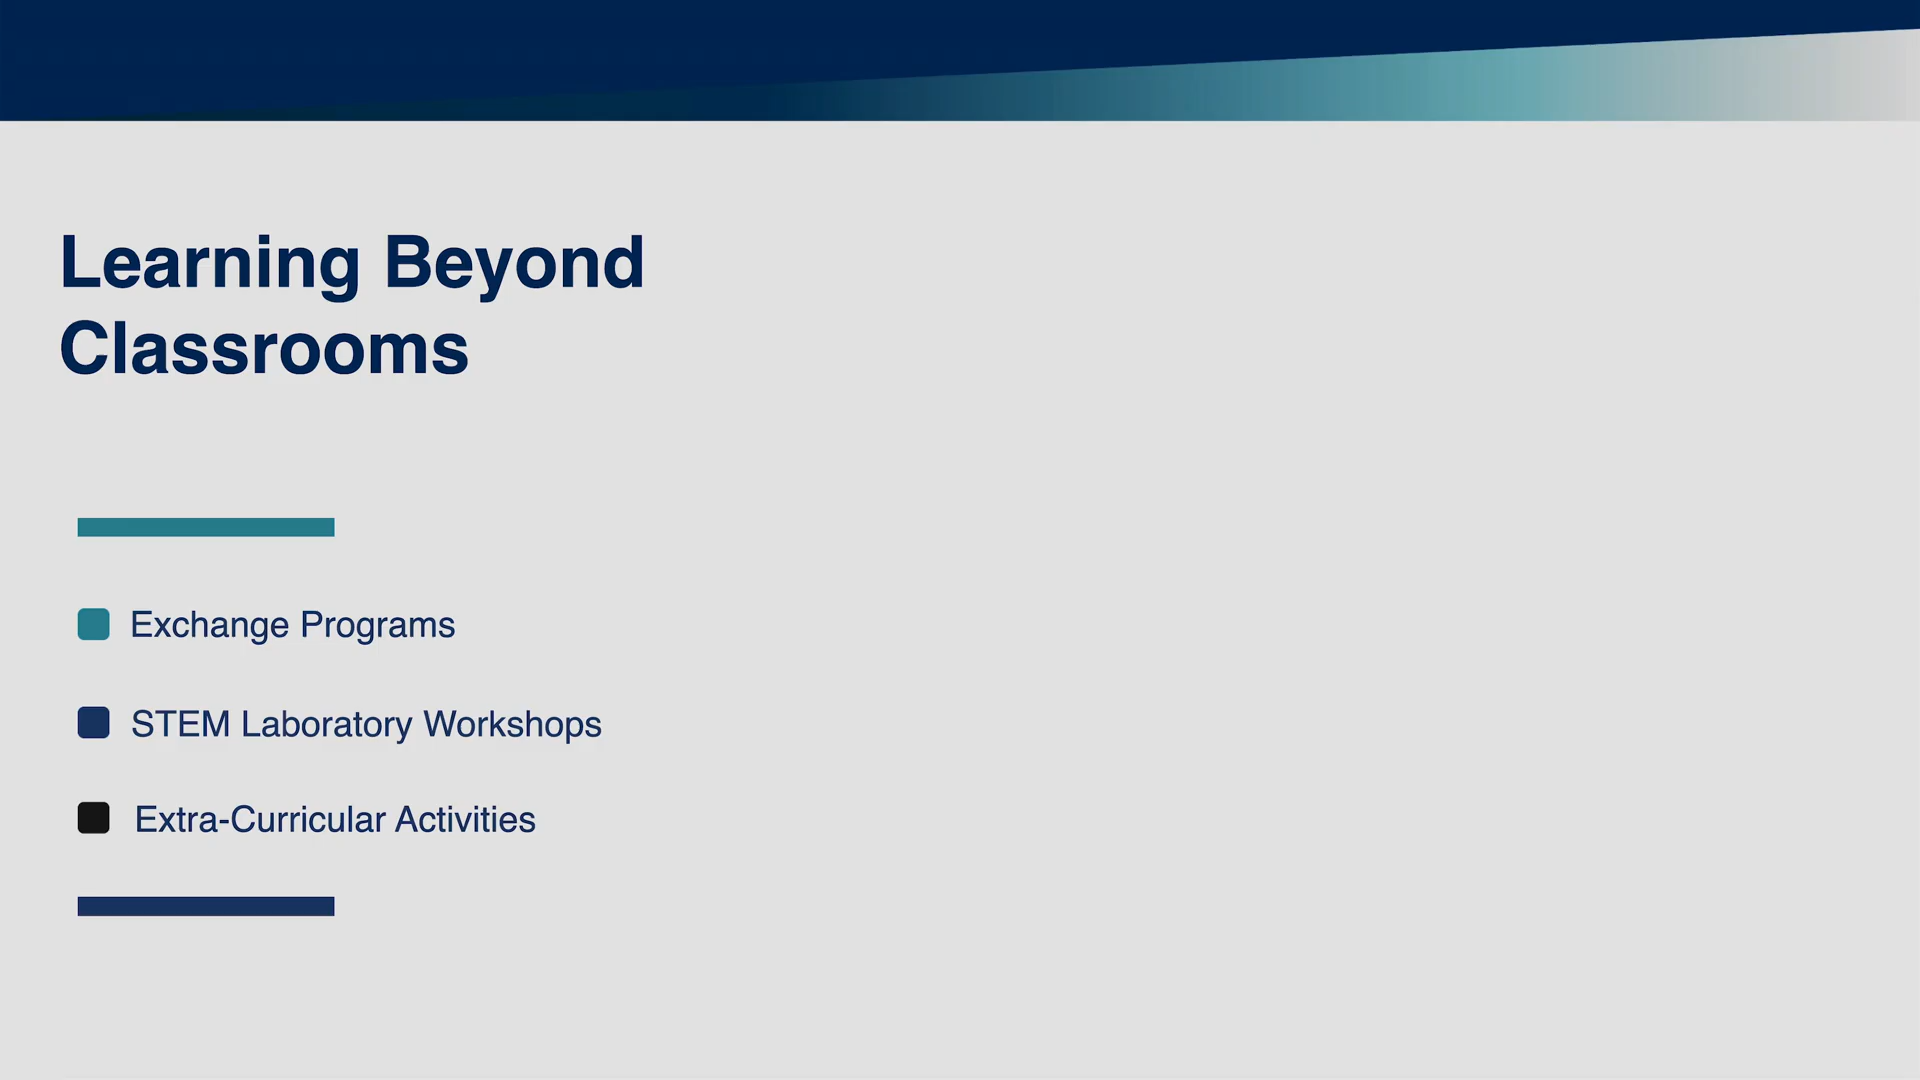 Learning Beyond
Classrooms
Exchange Programs
STEM Laboratory Workshops
Extra-Curricular Activities